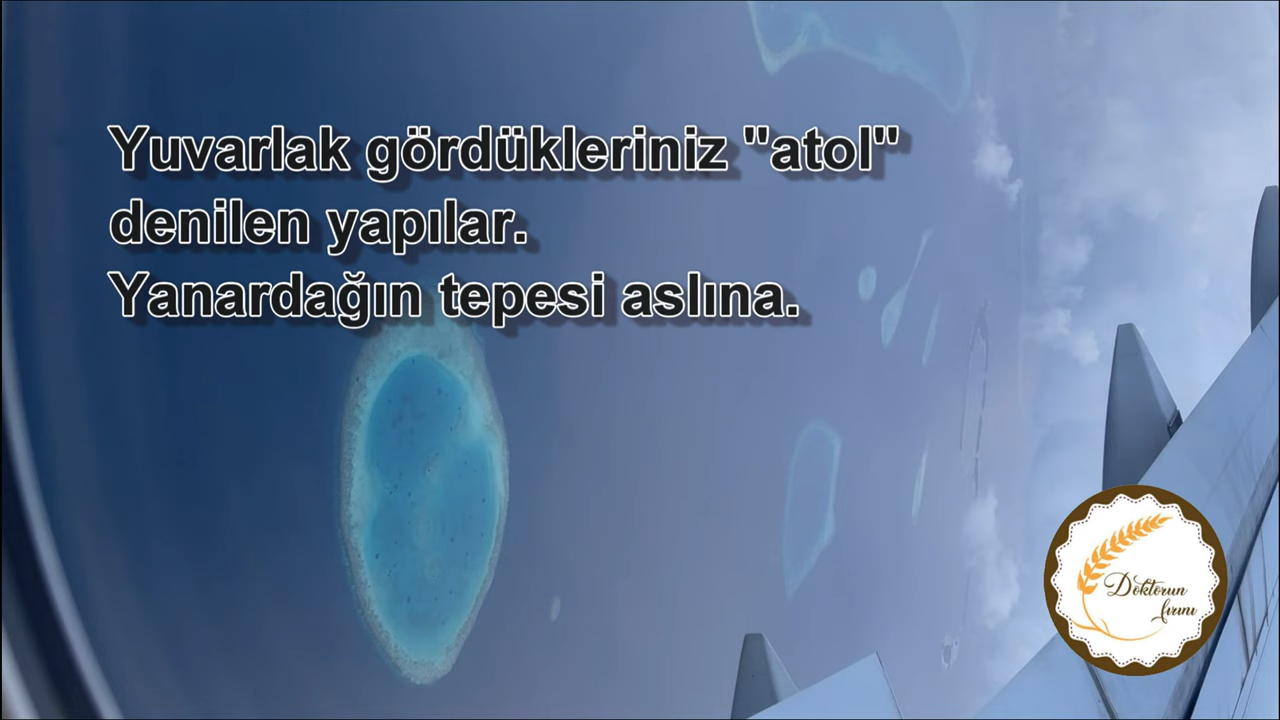 Yuvarlak gördükleriniz "atol"
denilen yapılar.
Yanardağın tepesi aslına.
Doktorun
fırını